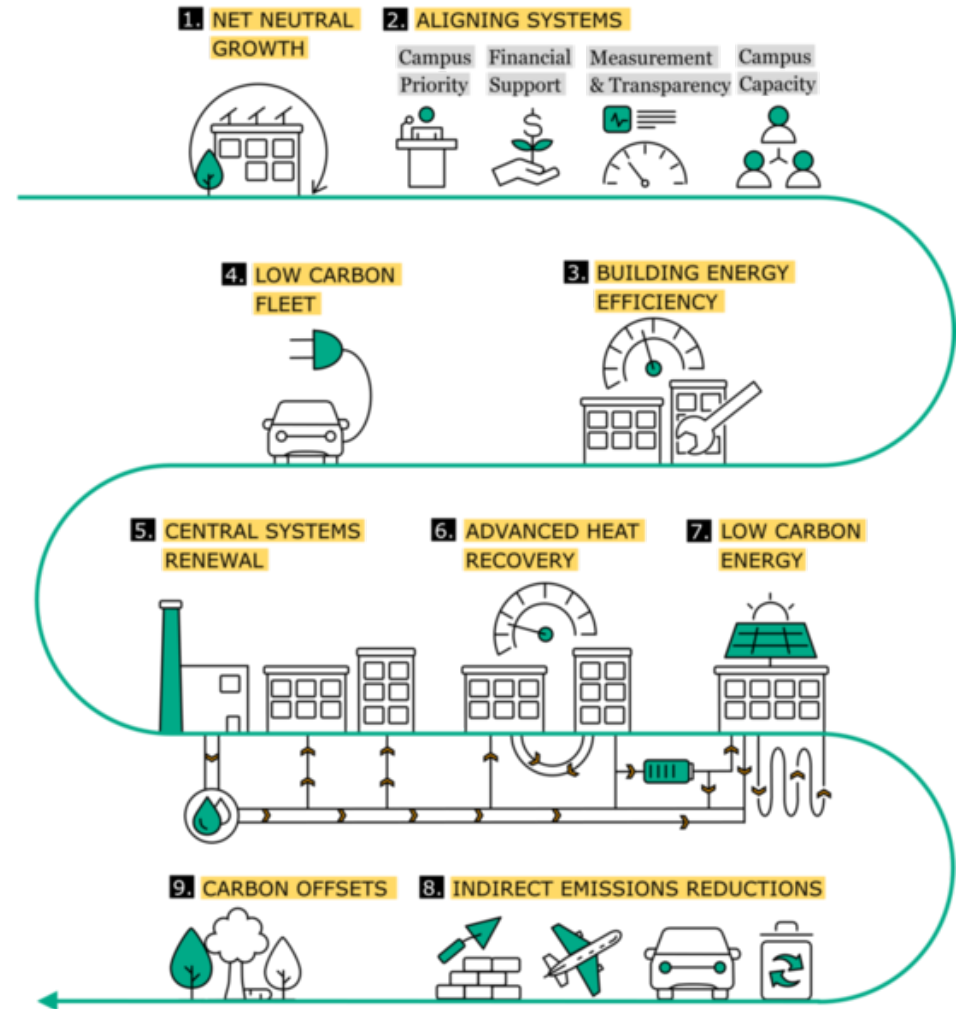 1. NET NEUTRAL
GROWTH
2. ALIGNING SYSTEMS
Campus
Priority
Financial
Support
Measurement
& Transparency
Campus
Capacity
$
3. BUILDING ENERGY
EFFICIENCY
4. LOW CARBON
FLEET
5. CENTRAL SYSTEMS
RENEWAL
6. ADVANCED HEAT
RECOVERY
7. LOW CARBON
ENERGY
8. INDIRECT EMISSIONS REDUCTIONS
9. CARBON OFFSETS